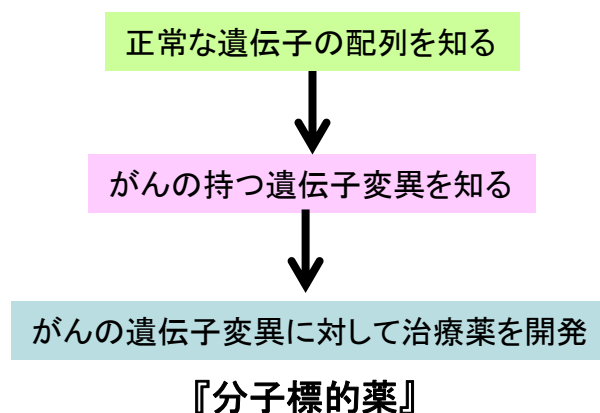 正常な遺伝子の配列を知る
がんの持つ遺伝子変異を知る
がんの遺伝子変異に対して治療薬を開発
『分子標的薬』